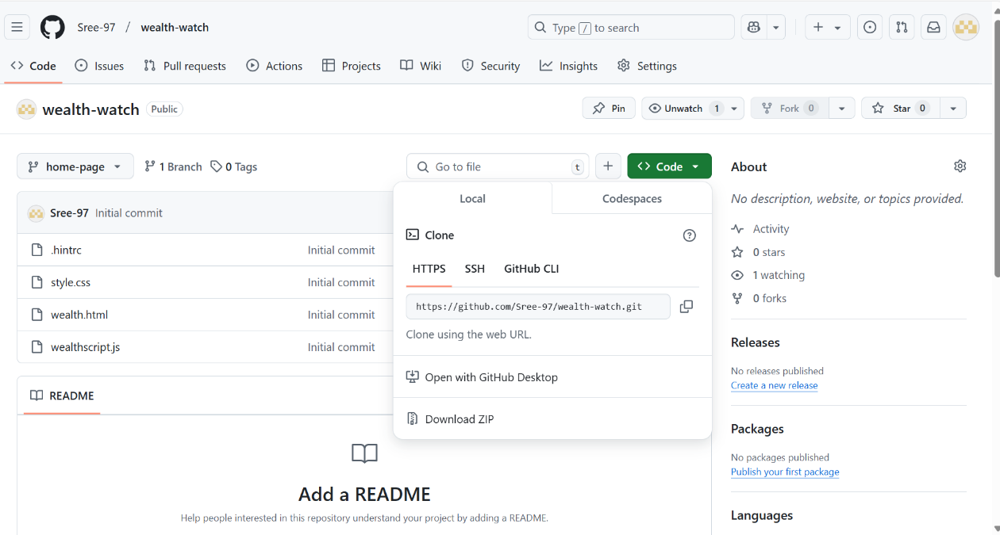 Sree-97 / wealth-watch
Type / to search
Code Issues Pull requests Actions Projects Wiki Security Insights Settings
wealth-watch Public
Pin Unwatch 1 Fork 0 Star 0
home-page 1 Branch 0 Tags
Go to file t
Code
Sree-97 Initial commit
.hintrc Initial commit
style.css Initial commit
wealth.html Initial commit
wealthscript.js Initial commit
README
Add a README
Help people interested in this repository understand your project by adding a README.
Local Codespaces
Clone
HTTPS SSH GitHub CLI
https://github.com/Sree-97/wealth-watch.git
Clone using the web URL.
Open with GitHub Desktop
Download ZIP
About
No description, website, or topics provided.
Activity
0 stars
1 watching
0 forks
Releases
No releases published
Create a new release
Packages
No packages published
Publish your first package
Languages